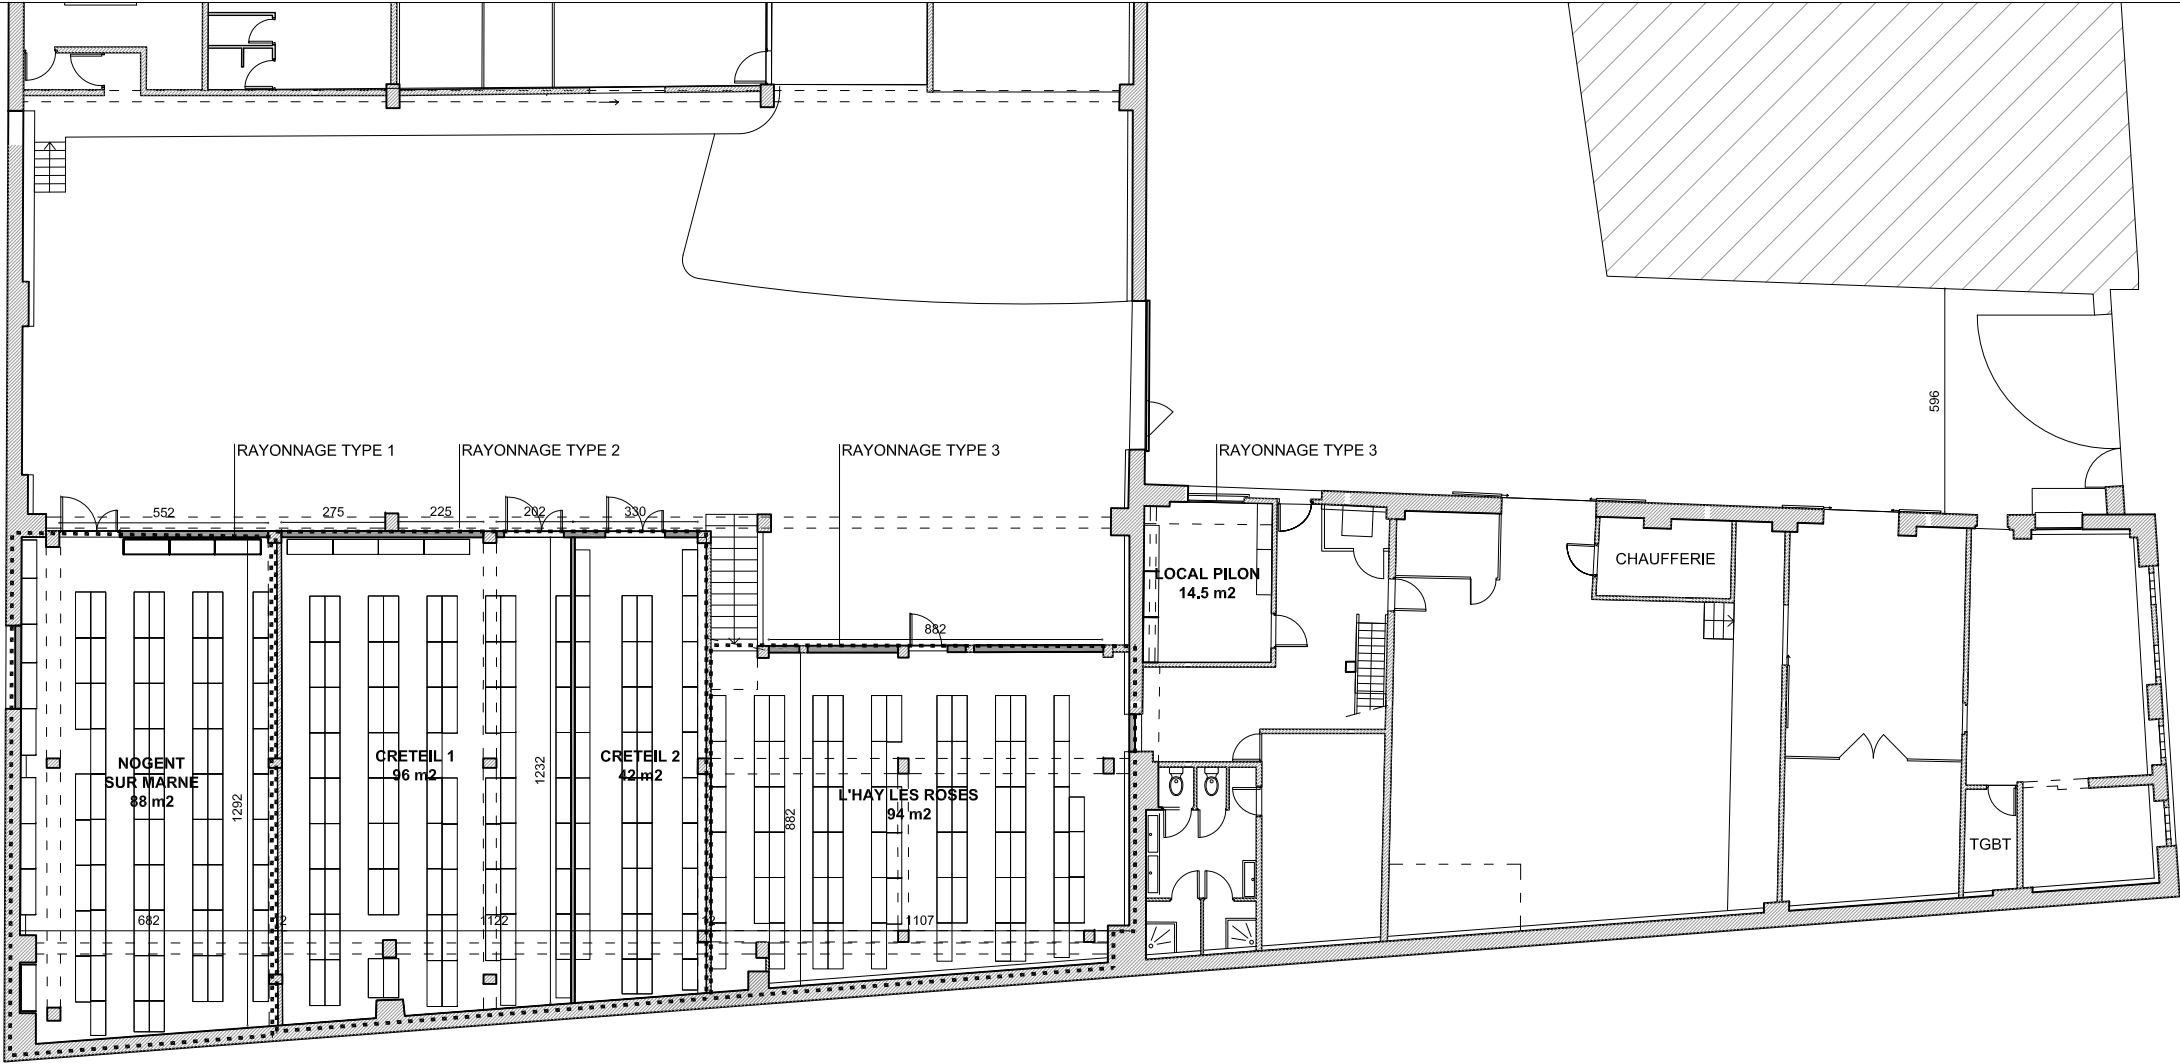 596
RAYONNAGE TYPE 1
RAYONNAGE TYPE 2
RAYONNAGE TYPE 3
RAYONNAGE TYPE 3
552
275
225
202
330
CHAUFFERIE
LOCAL PILON
14.5 m2
882
NOGENT
SUR MARNE
88 m2
CRETEIL 1
96 m2
CRETEIL 2
42 m2
L'HAY LES ROSES
94 m2
1292
1232
882
TGBT
682
12
1122
12
1107